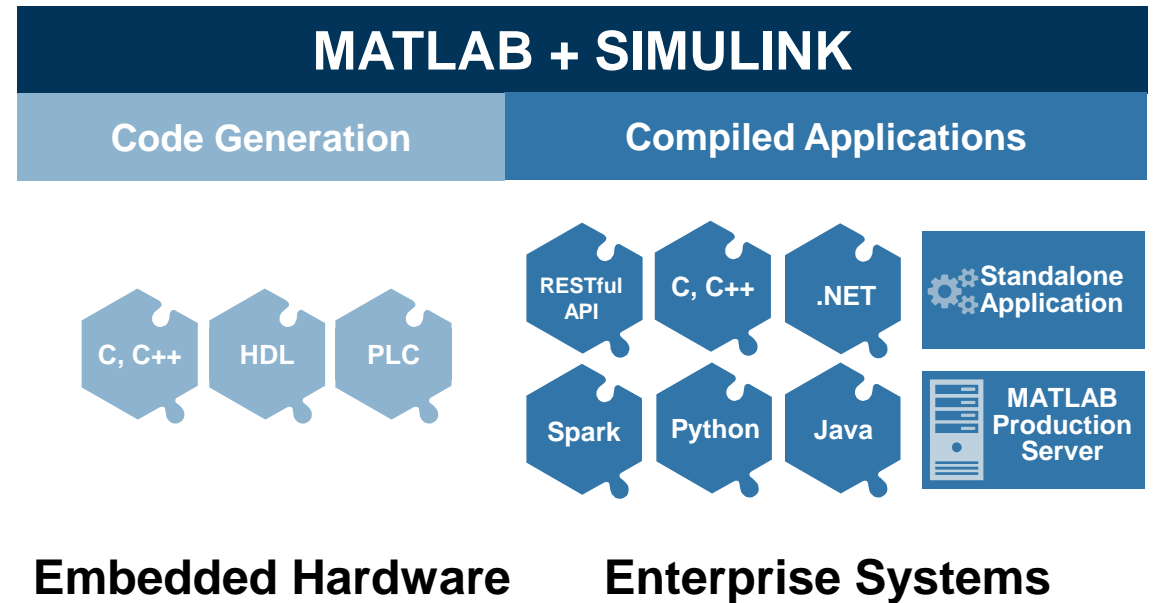 MATLAB + SIMULINK
Code Generation
Compiled Applications
C, C++
HDL
PLC
RESTful
API
C, C++
.NET
Spark
Python
Java
Standalone
Application
MATLAB
Production
Server
Embedded Hardware
Enterprise Systems